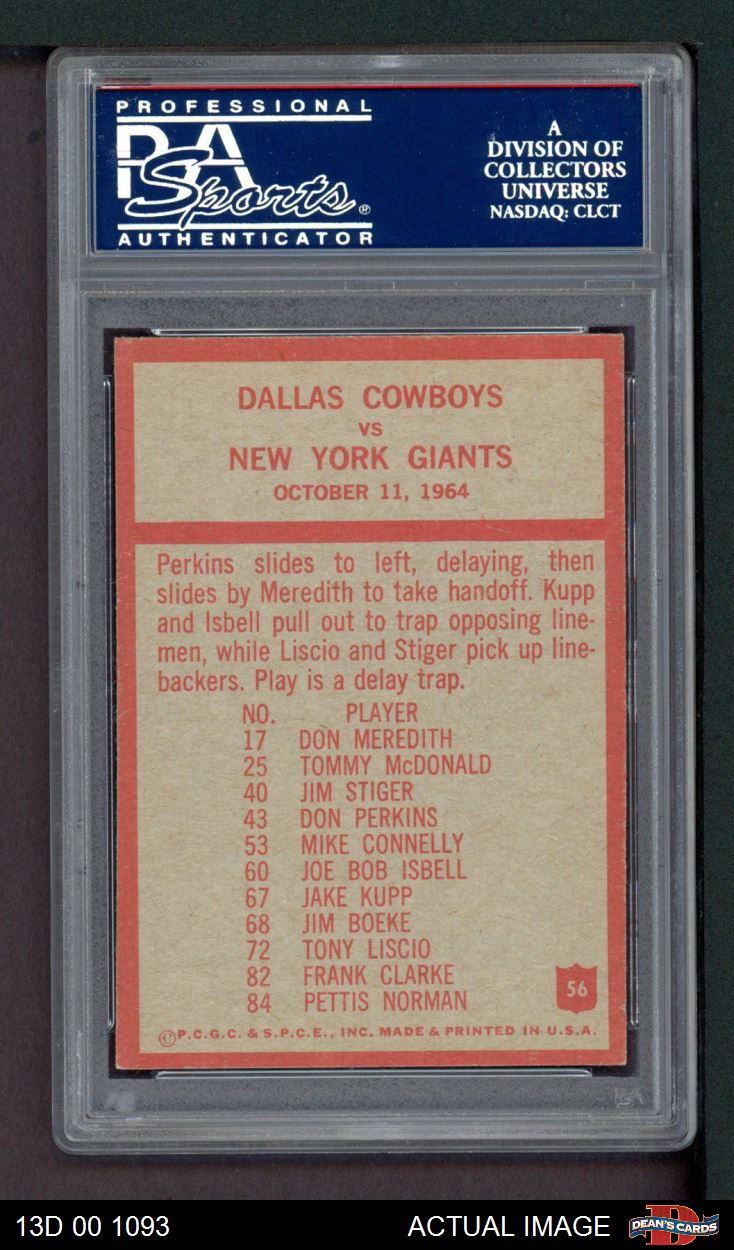 PROFESSIONAL
PSA
Sports®
AUTHENTICATOR
A
DIVISION OF
COLLECTORS
UNIVERSE
NASDAQ: CLCT
DALLAS COWBOYS
VS
NEW YORK GIANTS
OCTOBER 11, 1964
Perkins slides to left, delaying, then
slides by Meredith to take handoff. Kupp
and Isbell pull out to trap opposing line-
men, while Liscio and Stiger pick up line-
backers. Play is a delay trap.
NO. PLAYER
17 DON MEREDITH
25 TOMMY McDONALD
40 JIM STIGER
43 DON PERKINS
53 MIKE CONNELLY
60 JOE BOB ISBELL
67 JAKE KUPP
68 JIM BOEKE
72 TONY LISCIO
82 FRANK CLARKE
84 PETTIS NORMAN
56
©P.C.G.C. & S.P.C.E., INC. MADE & PRINTED IN U.S.A.
13D 00 1093
ACTUAL IMAGE
DEAN'S CARDS